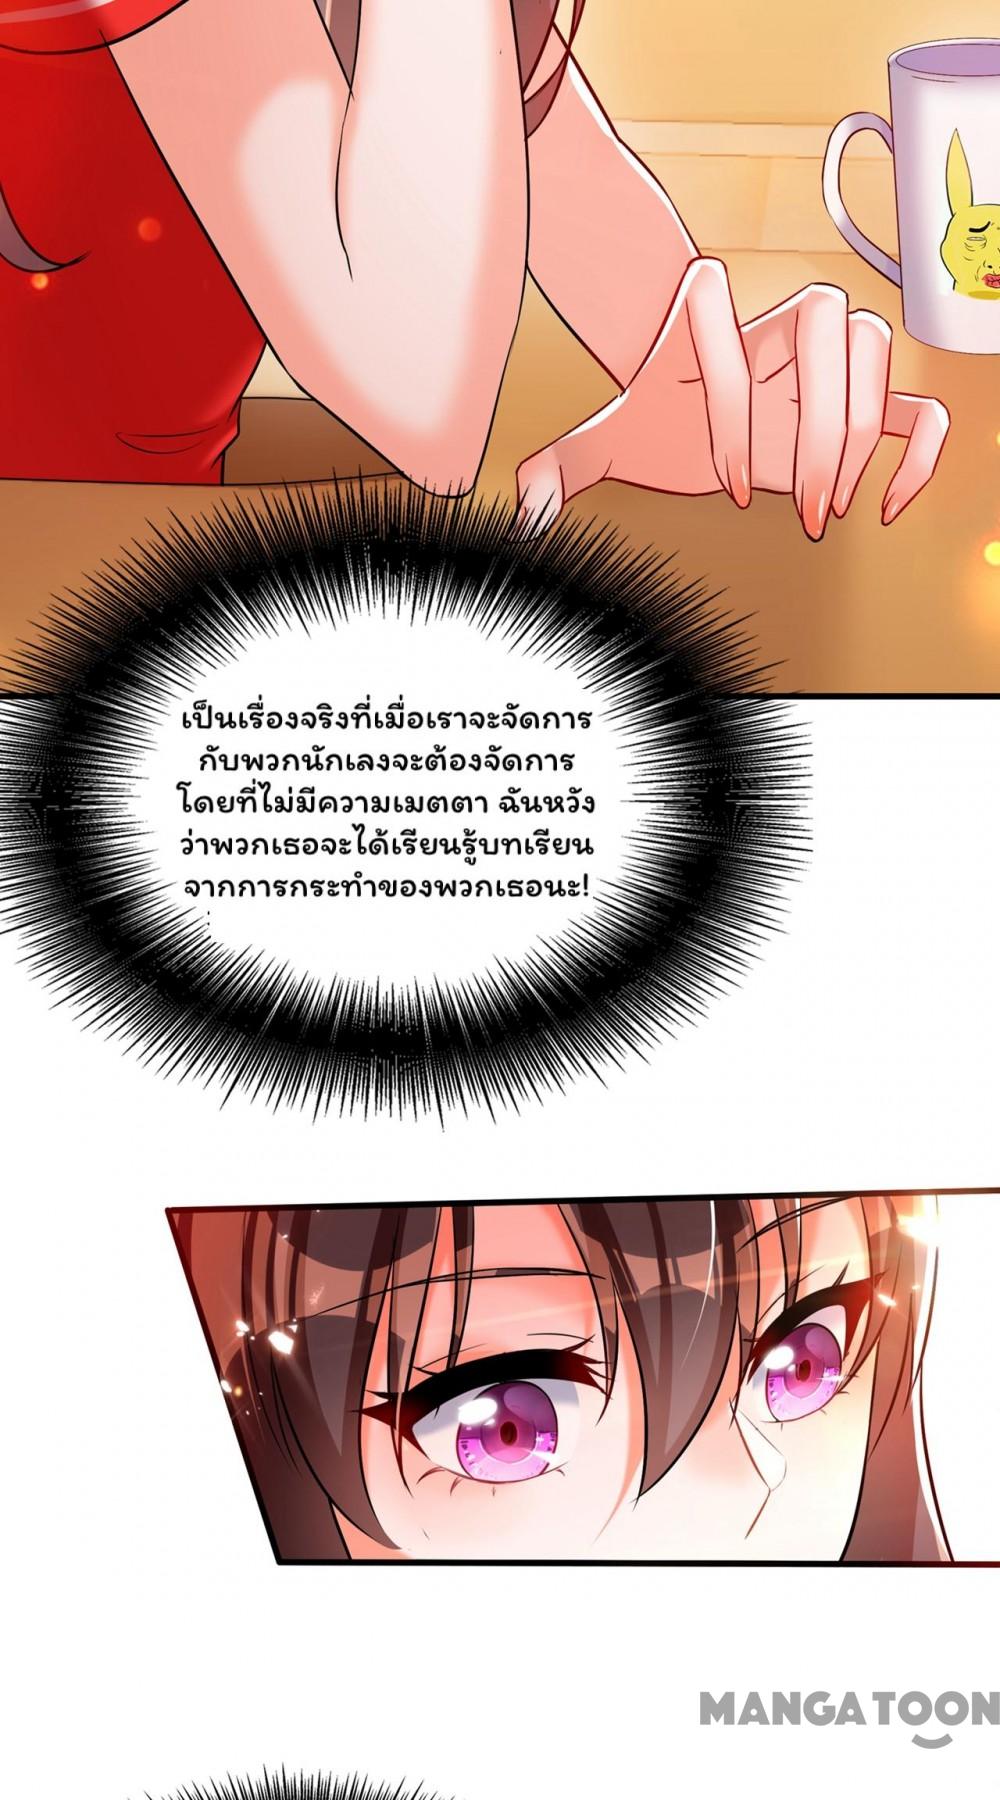 เป็นเรื่องจริงที่เมื่อเราจะจัดการ
กับพวกนักเลงจะต้องจัดการ
โดยที่ไม่มีความเมตตา ฉันหวัง
ว่าพวกเธอจะได้เรียนรู้บทเรียน
จากการกระทำของพวกเธอนะ!
MANGATOON